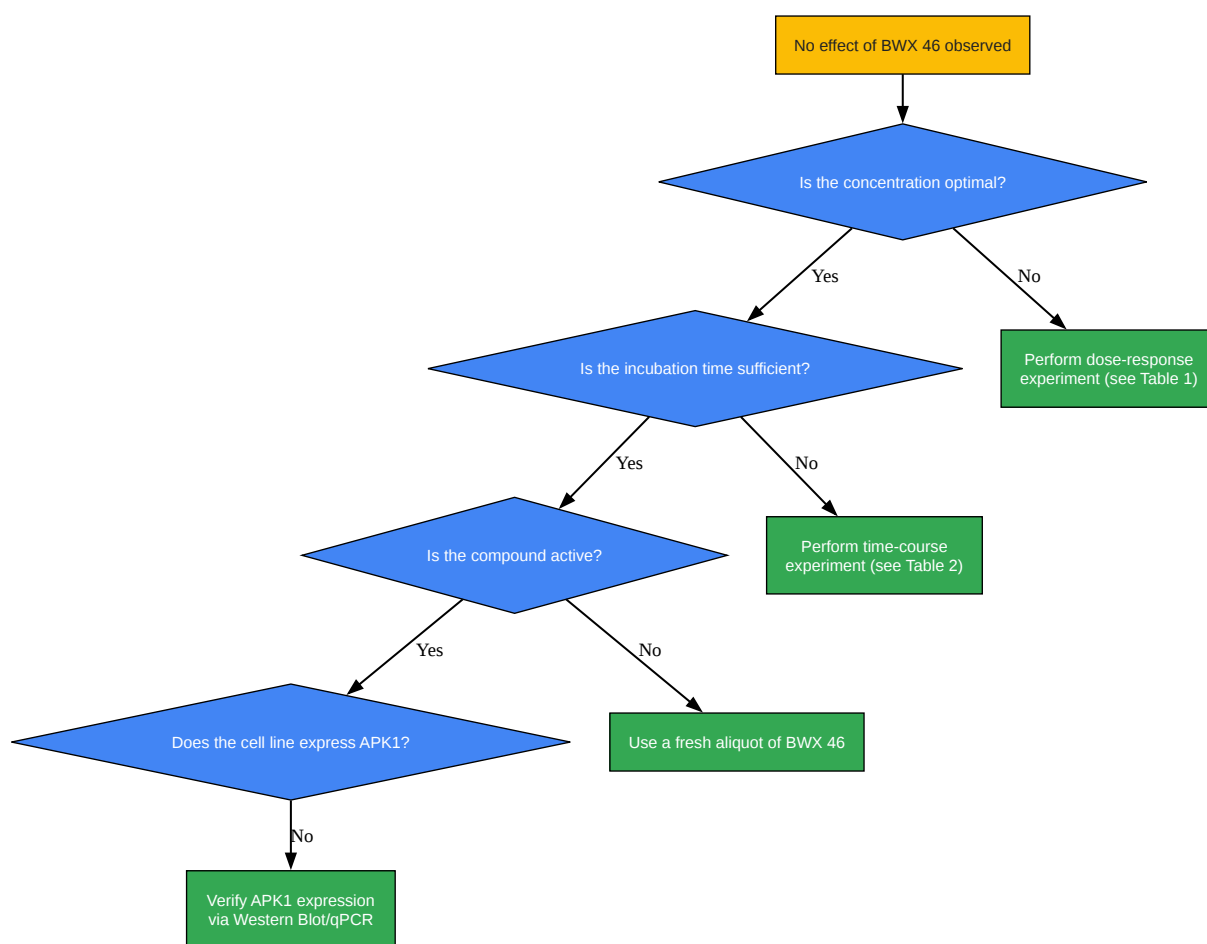 No effect of BWX 46 observed
Is the concentration optimal?
Yes
No
Is the incubation time sufficient?
Perform dose-response
experiment (see Table 1)
Yes
No
Is the compound active?
Perform time-course
experiment (see Table 2)
Yes
No
Does the cell line express APK1?
Use a fresh aliquot of BWX 46
No
Verify APK1 expression
via Western Blot/qPCR